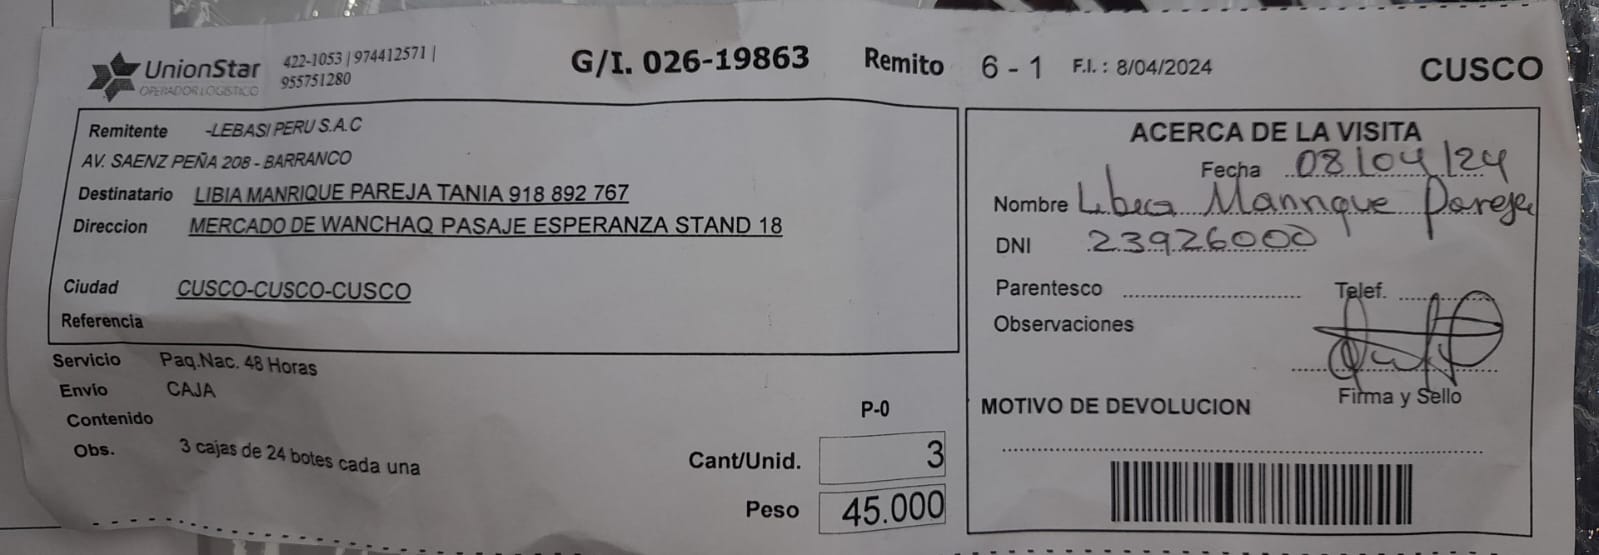 UnionStar
OPERADOR LOGISTICO
422-1053 | 974412571 |
955751280
G/I. 026-19863
Remito 6 - 1 F.I. : 8/04/2024
CUSCO
Remitente -LEBASI PERU S.A.C
AV. SAENZ PEÑA 208 - BARRANCO
Destinatario LIBIA MANRIQUE PAREJA TANIA 918 892 767
Direccion MERCADO DE WANCHAQ PASAJE ESPERANZA STAND 18
Ciudad CUSCO-CUSCO-CUSCO
Referencia
Servicio Paq.Nac. 48 Horas
Envío CAJA
Contenido
Obs. 3 cajas de 24 botes cada una
P-0
Cant/Unid. 3
Peso 45.000
ACERCA DE LA VISITA
Fecha 08/04/24
Nombre Libia Manrique Pareja
DNI 23926000
Parentesco Telef.
Observaciones
Firma y Sello
MOTIVO DE DEVOLUCION